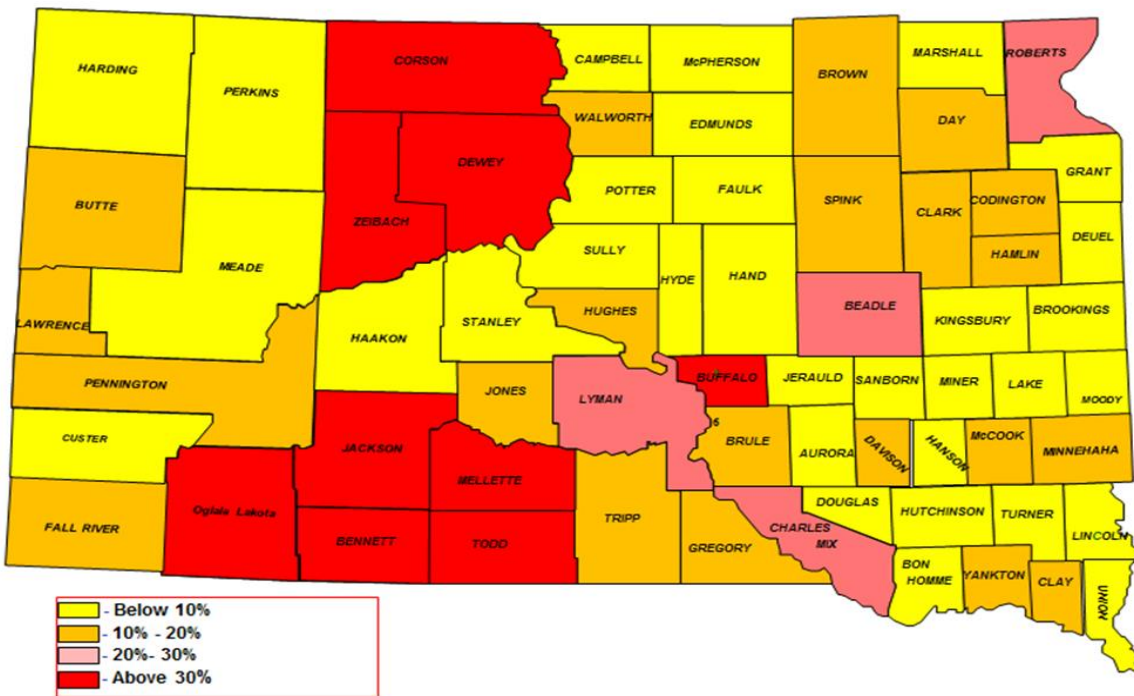 HARDING
PERKINS
CORSON
CAMPBELL
McPHERSON
BROWN
MARSHALL
ROBERTS
WALWORTH
EDMUNDS
DAY
DEWEY
GRANT
BUTTE
ZEIBACH
POTTER
FAULK
SPINK
CLARK
CODINGTON
DEUEL
MEADE
SULLY
HYDE
HAND
HAMLIN
LAWRENCE
HAAKON
STANLEY
HUGHES
BEADLE
KINGSBURY
BROOKINGS
PENNINGTON
JONES
LYMAN
BUFFALO
JERAULD
SANBORN
MINER
LAKE
MOODY
CUSTER
JACKSON
6
BRULE
AURORA
DAVISON
HANSON
McCOOK
MINNEHAHA
MELLETTE
FALL RIVER
Oglala Lakota
BENNETT
TODD
TRIPP
GREGORY
CHARLES
MIX
DOUGLAS
HUTCHINSON
TURNER
LINCOLN
BON
HOMME
YANKTON
CLAY
UNION
- Below 10%
- 10% - 20%
- 20%- 30%
- Above 30%